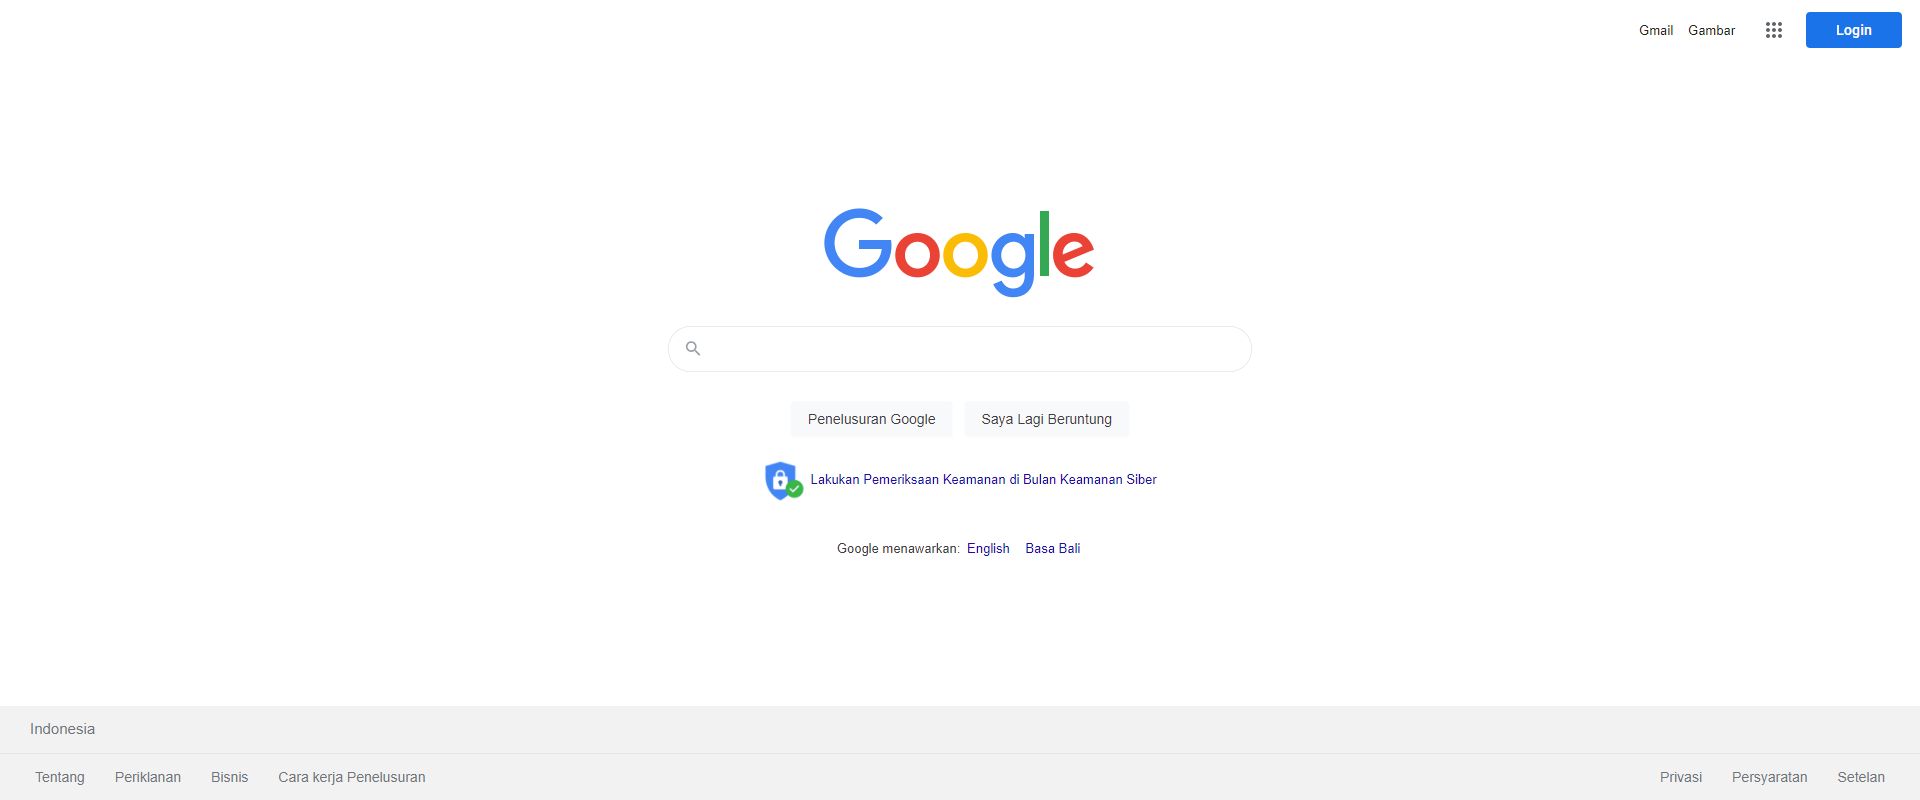 Gmail Gambar Login
Google
Penelusuran Google Saya Lagi Beruntung
Lakukan Pemeriksaan Keamanan di Bulan Keamanan Siber
Google menawarkan: English Basa Bali
Indonesia
Tentang Periklanan Bisnis Cara kerja Penelusuran Privasi Persyaratan Setelan